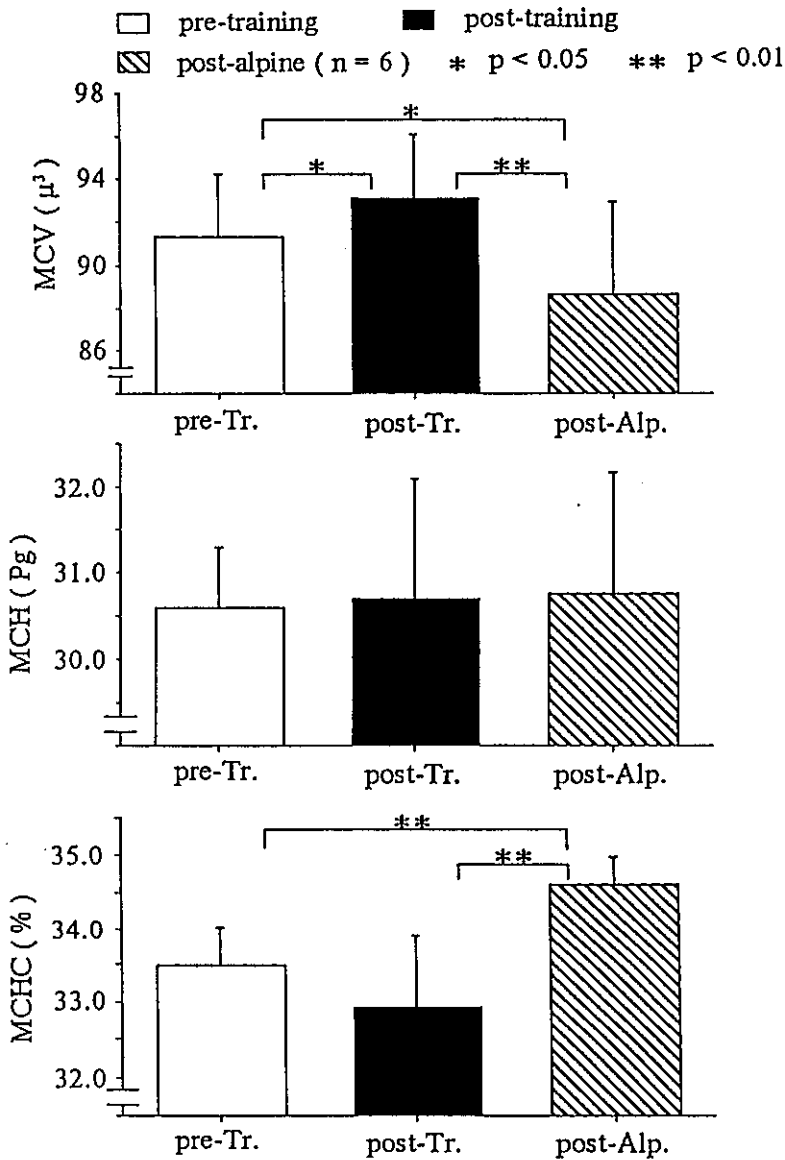 pre-training post-training
post-alpine ( n = 6 ) * p < 0.05 ** p < 0.01
98
94
90
86
MCV ( μ³ )
*
* **
pre-Tr. post-Tr. post-Alp.
32.0
31.0
30.0
MCH ( Pg )
pre-Tr. post-Tr. post-Alp.
35.0
34.0
33.0
32.0
MCHC ( % )
**
**
pre-Tr. post-Tr. post-Alp.